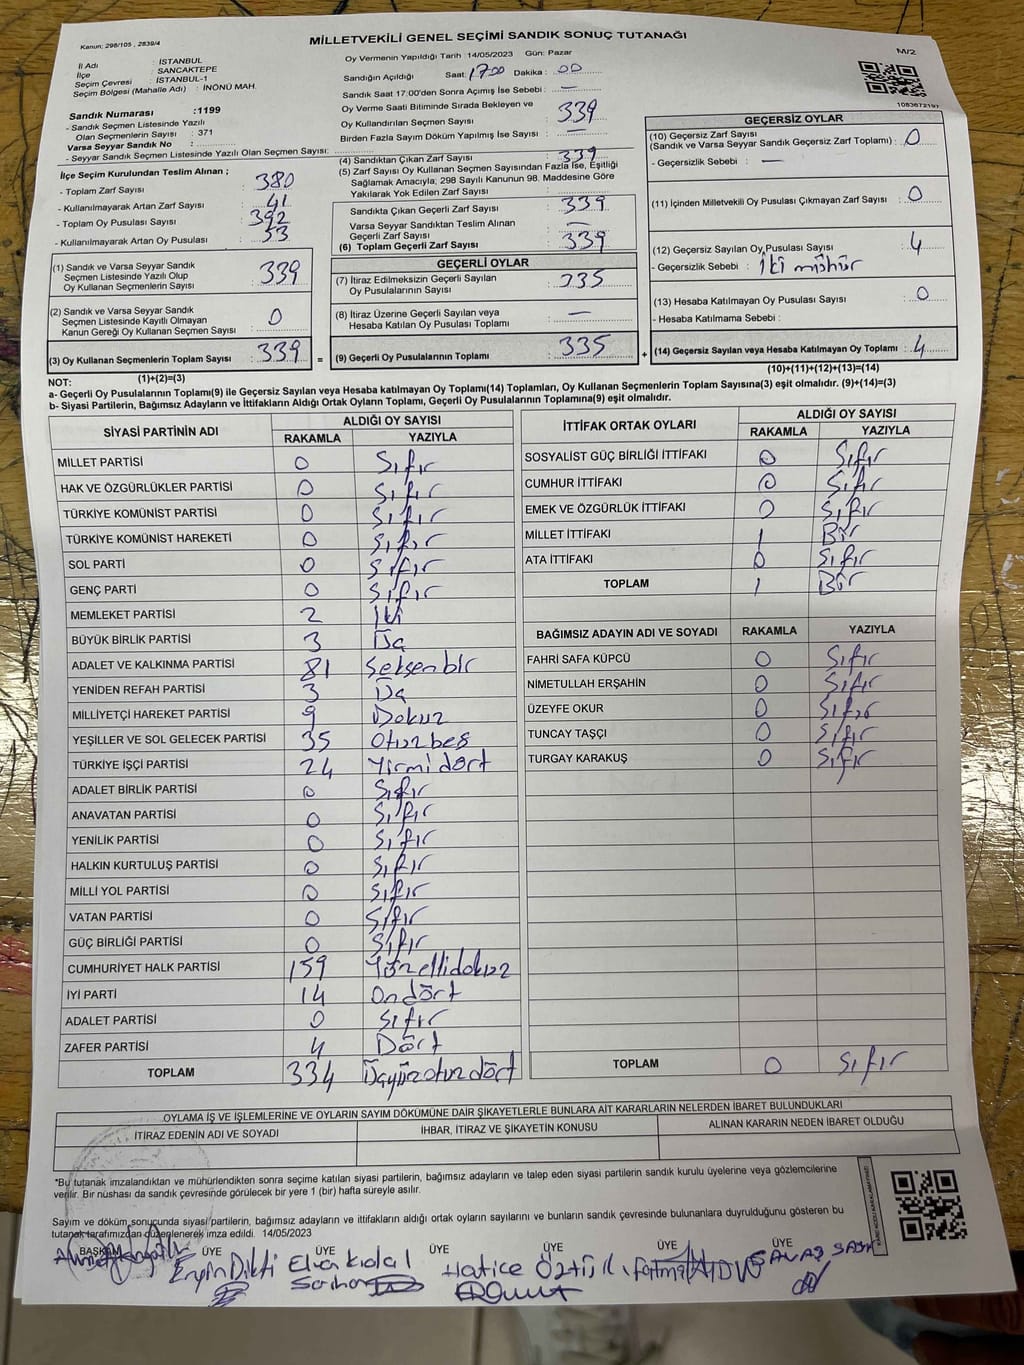 Kanun: 298/105 , 2839/4
MİLLETVEKİLİ GENEL SEÇİMİ SANDIK SONUÇ TUTANAĞI
M/2
1083672197
İl Adı : İSTANBUL
İlçe : SANCAKTEPE
Seçim Çevresi : İSTANBUL-1
Seçim Bölgesi (Mahalle Adı) : İNÖNÜ MAH.
Oy Vermenin Yapıldığı Tarih :14/05/2023 Gün: Pazar
Sandığın Açıldığı Saat: 17:00 Dakika : 00
Sandık Saat 17.00'den Sonra Açımış İse Sebebi : —
Oy Verme Saati Bitiminde Sırada Bekleyen ve
Oy Kullandırılan Seçmen Sayısı : 339
Birden Fazla Sayım Döküm Yapılmış İse Sayısı : —
Sandık Numarası :1199
- Sandık Seçmen Listesinde Yazılı
Olan Seçmenlerin Sayısı : 371
Varsa Seyyar Sandık No :
- Seyyar Sandık Seçmen Listesinde Yazılı Olan Seçmen Sayısı:
İlçe Seçim Kurulundan Teslim Alınan ;
- Toplam Zarf Sayısı : 380
- Kullanılmayarak Artan Zarf Sayısı : 41
- Toplam Oy Pusulası Sayısı : 392
- Kullanılmayarak Artan Oy Pusulası : 53
(1) Sandık ve Varsa Seyyar Sandık
Seçmen Listesinde Yazılı Olup
Oy Kullanan Seçmenlerin Sayısı : 339
(2) Sandık ve Varsa Seyyar Sandık
Seçmen Listesinde Kayıtlı Olmayan
Kanun Gereği Oy Kullanan Seçmen Sayısı : 0
(3) Oy Kullanan Seçmenlerin Toplam Sayısı : 339 =
(1)+(2)=(3)
(4) Sandıktan Çıkan Zarf Sayısı : 339
(5) Zarf Sayısı Oy Kullanan Seçmen Sayısından Fazla İse, Eşitliği
Sağlamak Amacıyla, 298 Sayılı Kanunun 98. Maddesine Göre
Yakılarak Yok Edilen Zarf Sayısı :
Sandıkta Çıkan Geçerli Zarf Sayısı : 339
Varsa Seyyar Sandıktan Teslim Alınan
Geçerli Zarf Sayısı : —
(6) Toplam Geçerli Zarf Sayısı : 339
GEÇERLİ OYLAR
(7) İtiraz Edilmeksizin Geçerli Sayılan
Oy Pusulalarının Sayısı : 335
(8) İtiraz Üzerine Geçerli Sayılan veya
Hesaba Katılan Oy Pusulası Toplamı : —
(9) Geçerli Oy Pusulalarının Toplamı : 335 +
GEÇERSİZ OYLAR
(10) Geçersiz Zarf Sayısı
(Sandık ve Varsa Seyyar Sandık Geçersiz Zarf Toplamı) : 0
- Geçersizlik Sebebi : —
(11) İçinden Milletvekili Oy Pusulası Çıkmayan Zarf Sayısı : 0
(12) Geçersiz Sayılan Oy Pusulası Sayısı : 4
- Geçersizlik Sebebi : İki mühür
(13) Hesaba Katılmayan Oy Pusulası Sayısı : 0
- Hesaba Katılmama Sebebi :
(14) Geçersiz Sayılan veya Hesaba Katılmayan Oy Toplamı : 4
(10)+(11)+(12)+(13)=(14)
NOT:
a- Geçerli Oy Pusulalarının Toplamı(9) ile Geçersiz Sayılan veya Hesaba katılmayan Oy Toplamı(14) Toplamları, Oy Kullanan Seçmenlerin Toplam Sayısına(3) eşit olmalıdır. (9)+(14)=(3)
b- Siyasi Partilerin, Bağımsız Adayların ve İttifakların Aldığı Ortak Oyların Toplamı, Geçerli Oy Pusulalarının Toplamına(9) eşit olmalıdır.
SİYASİ PARTİNİN ADI ALDIĞI OY SAYISI
RAKAMLA YAZIYLA
MİLLET PARTİSİ 0 Sıfır
HAK VE ÖZGÜRLÜKLER PARTİSİ 0 Sıfır
TÜRKİYE KOMÜNİST PARTİSİ 0 Sıfır
TÜRKİYE KOMÜNİST HAREKETİ 0 Sıfır
SOL PARTİ 0 Sıfır
GENÇ PARTİ 0 Sıfır
MEMLEKET PARTİSİ 2 İki
BÜYÜK BİRLİK PARTİSİ 3 Üç
ADALET VE KALKINMA PARTİSİ 81 Seksenbir
YENİDEN REFAH PARTİSİ 3 Üç
MİLLİYETÇİ HAREKET PARTİSİ 9 Dokuz
YEŞİLLER VE SOL GELECEK PARTİSİ 35 Otuzbeş
TÜRKİYE İŞÇİ PARTİSİ 24 Yirmidört
ADALET BİRLİK PARTİSİ 0 Sıfır
ANAVATAN PARTİSİ 0 Sıfır
YENİLİK PARTİSİ 0 Sıfır
HALKIN KURTULUŞ PARTİSİ 0 Sıfır
MİLLİ YOL PARTİSİ 0 Sıfır
VATAN PARTİSİ 0 Sıfır
GÜÇ BİRLİĞİ PARTİSİ 0 Sıfır
CUMHURİYET HALK PARTİSİ 159 Yüzellidokuz
İYİ PARTİ 14 Ondört
ADALET PARTİSİ 0 Sıfır
ZAFER PARTİSİ 4 Dört
TOPLAM 334 Üçyüzotuzdört
İTTİFAK ORTAK OYLARI ALDIĞI OY SAYISI
RAKAMLA YAZIYLA
SOSYALİST GÜÇ BİRLİĞİ İTTİFAKI 0 Sıfır
CUMHUR İTTİFAKI 0 Sıfır
EMEK VE ÖZGÜRLÜK İTTİFAKI 0 Sıfır
MİLLET İTTİFAKI 1 Bir
ATA İTTİFAKI 0 Sıfır
TOPLAM 1 Bir
BAĞIMSIZ ADAYIN ADI VE SOYADI RAKAMLA YAZIYLA
FAHRİ SAFA KÜPCÜ 0 Sıfır
NİMETULLAH ERŞAHİN 0 Sıfır
ÜZEYFE OKUR 0 Sıfır
TUNCAY TAŞÇI 0 Sıfır
TURGAY KARAKUŞ 0 Sıfır
TOPLAM 0 Sıfır
OYLAMA İŞ VE İŞLEMLERİNE VE OYLARIN SAYIM DÖKÜMÜNE DAİR ŞİKAYETLERLE BUNLARA AİT KARARLARIN NELERDEN İBARET BULUNDUKLARI
İTİRAZ EDENİN ADI VE SOYADI İHBAR, İTİRAZ VE ŞİKAYETİN KONUSU ALINAN KARARIN NEDEN İBARET OLDUĞU
*Bu tutanak imzalandıktan ve mühürlendikten sonra seçime katılan siyasi partilerin, bağımsız adayların ve talep eden siyasi partilerin sandık kurulu üyelerine veya gözlemcilerine
verilir. Bir nüshası da sandık çevresinde görülecek bir yere 1 (bir) hafta süreyle asılır.
Sayım ve döküm sonucunda siyasi partilerin, bağımsız adayların ve ittifakların aldığı ortak oyların sayılarını ve bunların sandık çevresinde bulunanlara duyrulduğunu gösteren bu
tutanak tarafımızdan düzenlenerek imza edildi. 14/05/2023
BAŞKAN ÜYE ÜYE ÜYE ÜYE ÜYE ÜYE
Hatice Öztürk